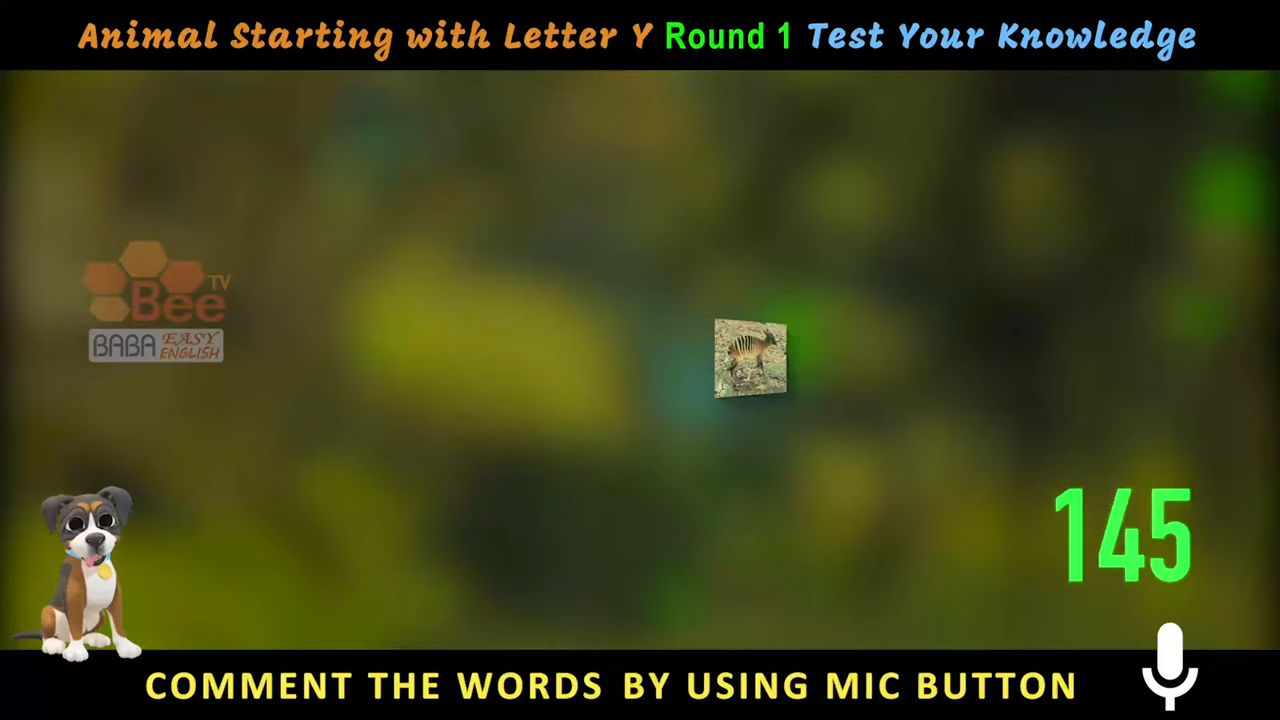 Animal Starting with Letter Y Round 1 Test Your Knowledge
Bee TV
BABA EASY ENGLISH
145
COMMENT THE WORDS BY USING MIC BUTTON